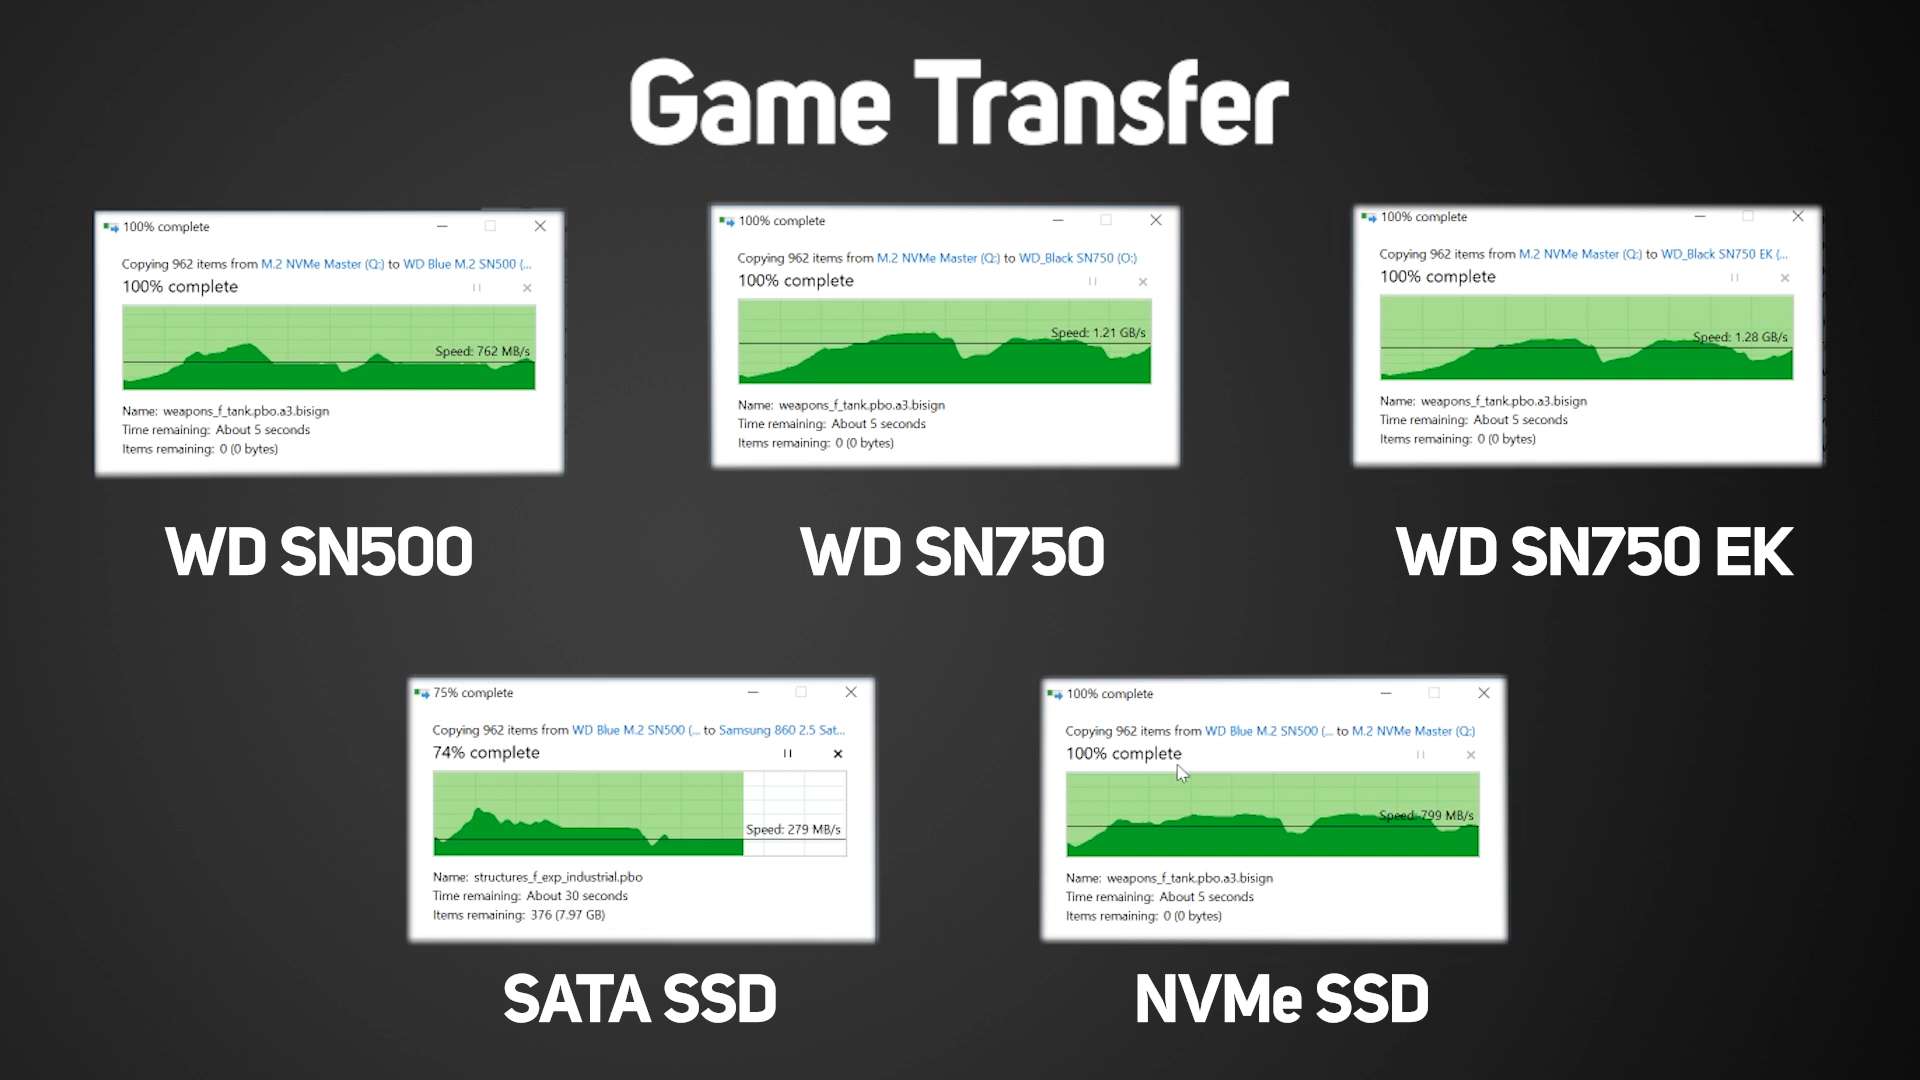 Game Transfer
100% complete
Copying 962 items from M.2 NVMe Master (Q:) to WD Blue M.2 SN500 (...
100% complete
Speed: 762 MB/s
Name: weapons_f_tank.pbo.a3.bisign
Time remaining: About 5 seconds
Items remaining: 0 (0 bytes)
WD SN500
100% complete
Copying 962 items from M.2 NVMe Master (Q:) to WD_Black SN750 (O:)
100% complete
Speed: 1.21 GB/s
Name: weapons_f_tank.pbo.a3.bisign
Time remaining: About 5 seconds
Items remaining: 0 (0 bytes)
WD SN750
100% complete
Copying 962 items from M.2 NVMe Master (Q:) to WD_Black SN750 EK (...
100% complete
Speed: 1.28 GB/s
Name: weapons_f_tank.pbo.a3.bisign
Time remaining: About 5 seconds
Items remaining: 0 (0 bytes)
WD SN750 EK
75% complete
Copying 962 items from WD Blue M.2 SN500 (... to Samsung 860 2.5 Sat...
74% complete
Speed: 279 MB/s
Name: structures_f_exp_industrial.pbo
Time remaining: About 30 seconds
Items remaining: 376 (7.97 GB)
SATA SSD
100% complete
Copying 962 items from WD Blue M.2 SN500 (... to M.2 NVMe Master (Q:)
100% complete
Speed: 799 MB/s
Name: weapons_f_tank.pbo.a3.bisign
Time remaining: About 5 seconds
Items remaining: 0 (0 bytes)
NVMe SSD